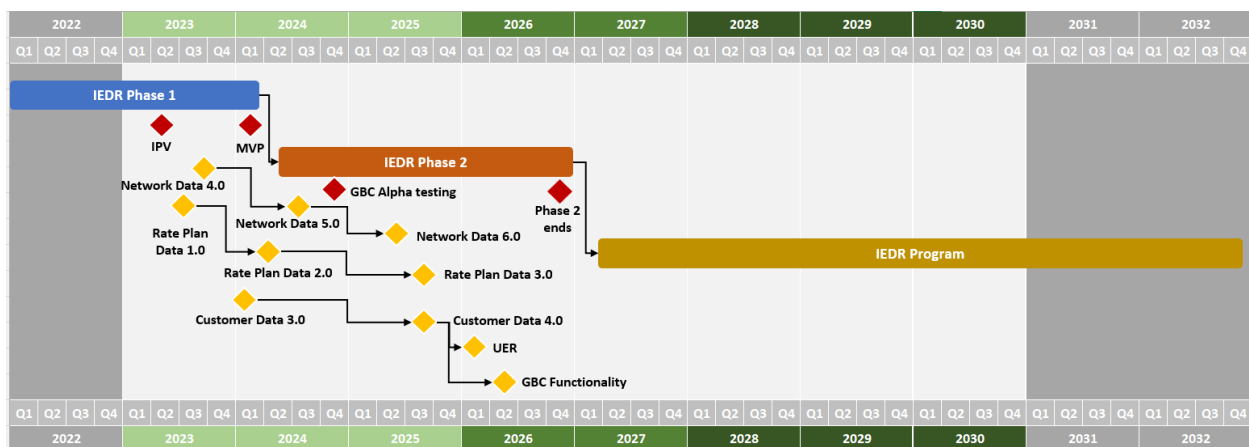 2022 2023 2024 2025 2026 2027 2028 2029 2030 2031 2032
Q1 Q2 Q3 Q4 Q1 Q2 Q3 Q4 Q1 Q2 Q3 Q4 Q1 Q2 Q3 Q4 Q1 Q2 Q3 Q4 Q1 Q2 Q3 Q4 Q1 Q2 Q3 Q4 Q1 Q2 Q3 Q4 Q1 Q2 Q3 Q4 Q1 Q2 Q3 Q4 Q1 Q2 Q3 Q4
IEDR Phase 1
IPV
MVP
IEDR Phase 2
Network Data 4.0
GBC Alpha testing
Phase 2
ends
Network Data 5.0
Network Data 6.0
Rate Plan
Data 1.0
IEDR Program
Rate Plan Data 2.0
Rate Plan Data 3.0
Customer Data 3.0
Customer Data 4.0
UER
GBC Functionality
Q1 Q2 Q3 Q4 Q1 Q2 Q3 Q4 Q1 Q2 Q3 Q4 Q1 Q2 Q3 Q4 Q1 Q2 Q3 Q4 Q1 Q2 Q3 Q4 Q1 Q2 Q3 Q4 Q1 Q2 Q3 Q4 Q1 Q2 Q3 Q4 Q1 Q2 Q3 Q4 Q1 Q2 Q3 Q4
2022 2023 2024 2025 2026 2027 2028 2029 2030 2031 2032